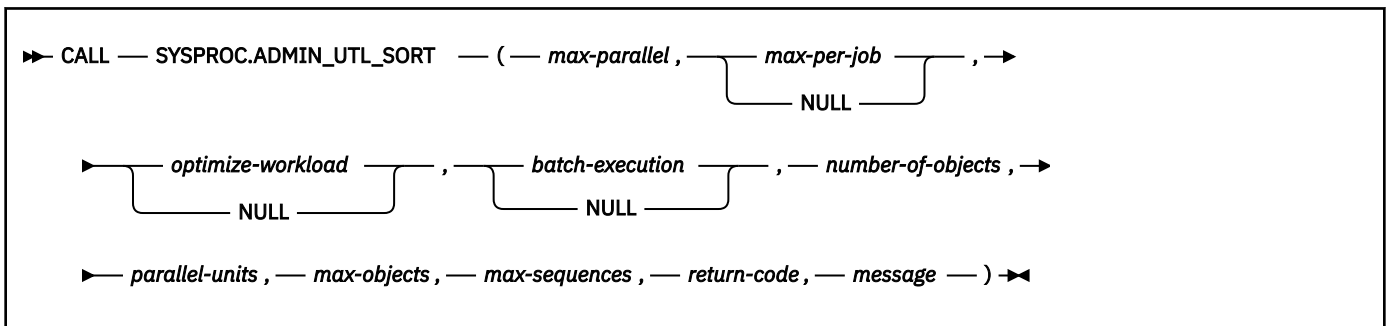 CALL SYSPROC.ADMIN_UTL_SORT ( max-parallel , max-per-job ,
NULL
optimize-workload , batch-execution , number-of-objects ,
NULL NULL
parallel-units , max-objects , max-sequences , return-code , message )